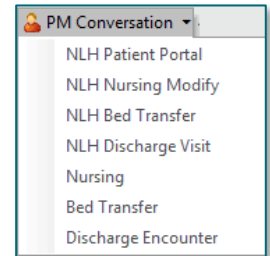 PM Conversation
NLH Patient Portal
NLH Nursing Modify
NLH Bed Transfer
NLH Discharge Visit
Nursing
Bed Transfer
Discharge Encounter